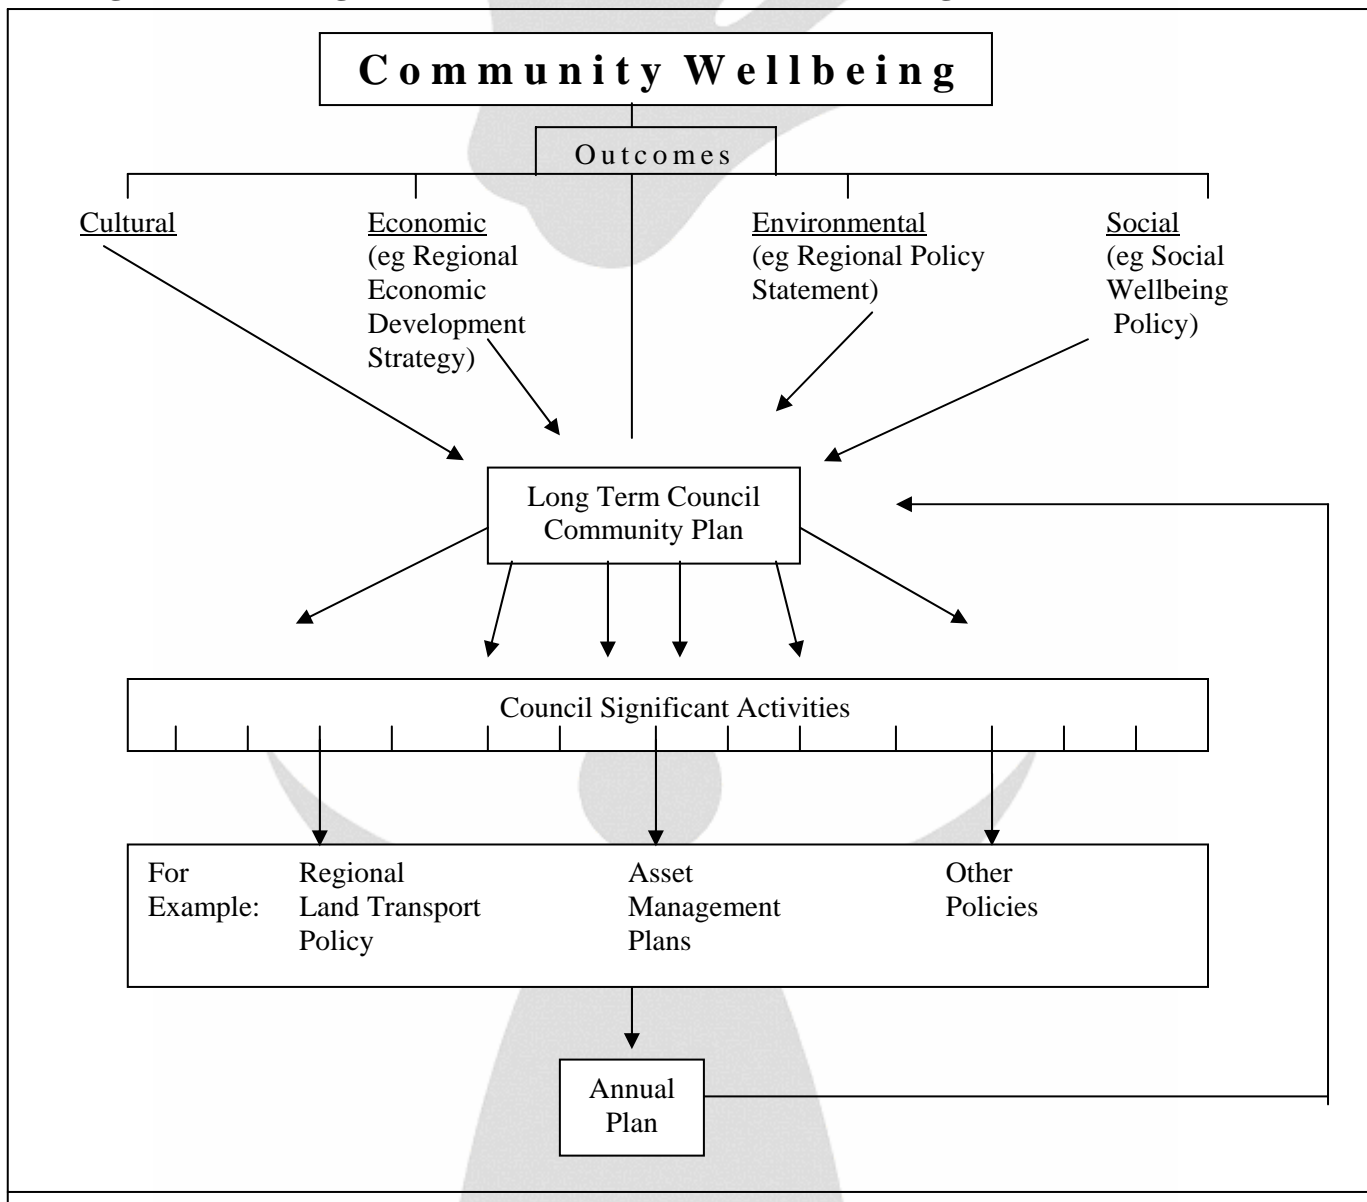 Community Wellbeing
Outcomes
Cultural
Economic
(eg Regional
Economic
Development
Strategy)
Environmental
(eg Regional Policy
Statement)
Social
(eg Social
Wellbeing
Policy)
Long Term Council
Community Plan
Council Significant Activities
For
Example:
Regional
Land Transport
Policy
Asset
Management
Plans
Other
Policies
Annual
Plan